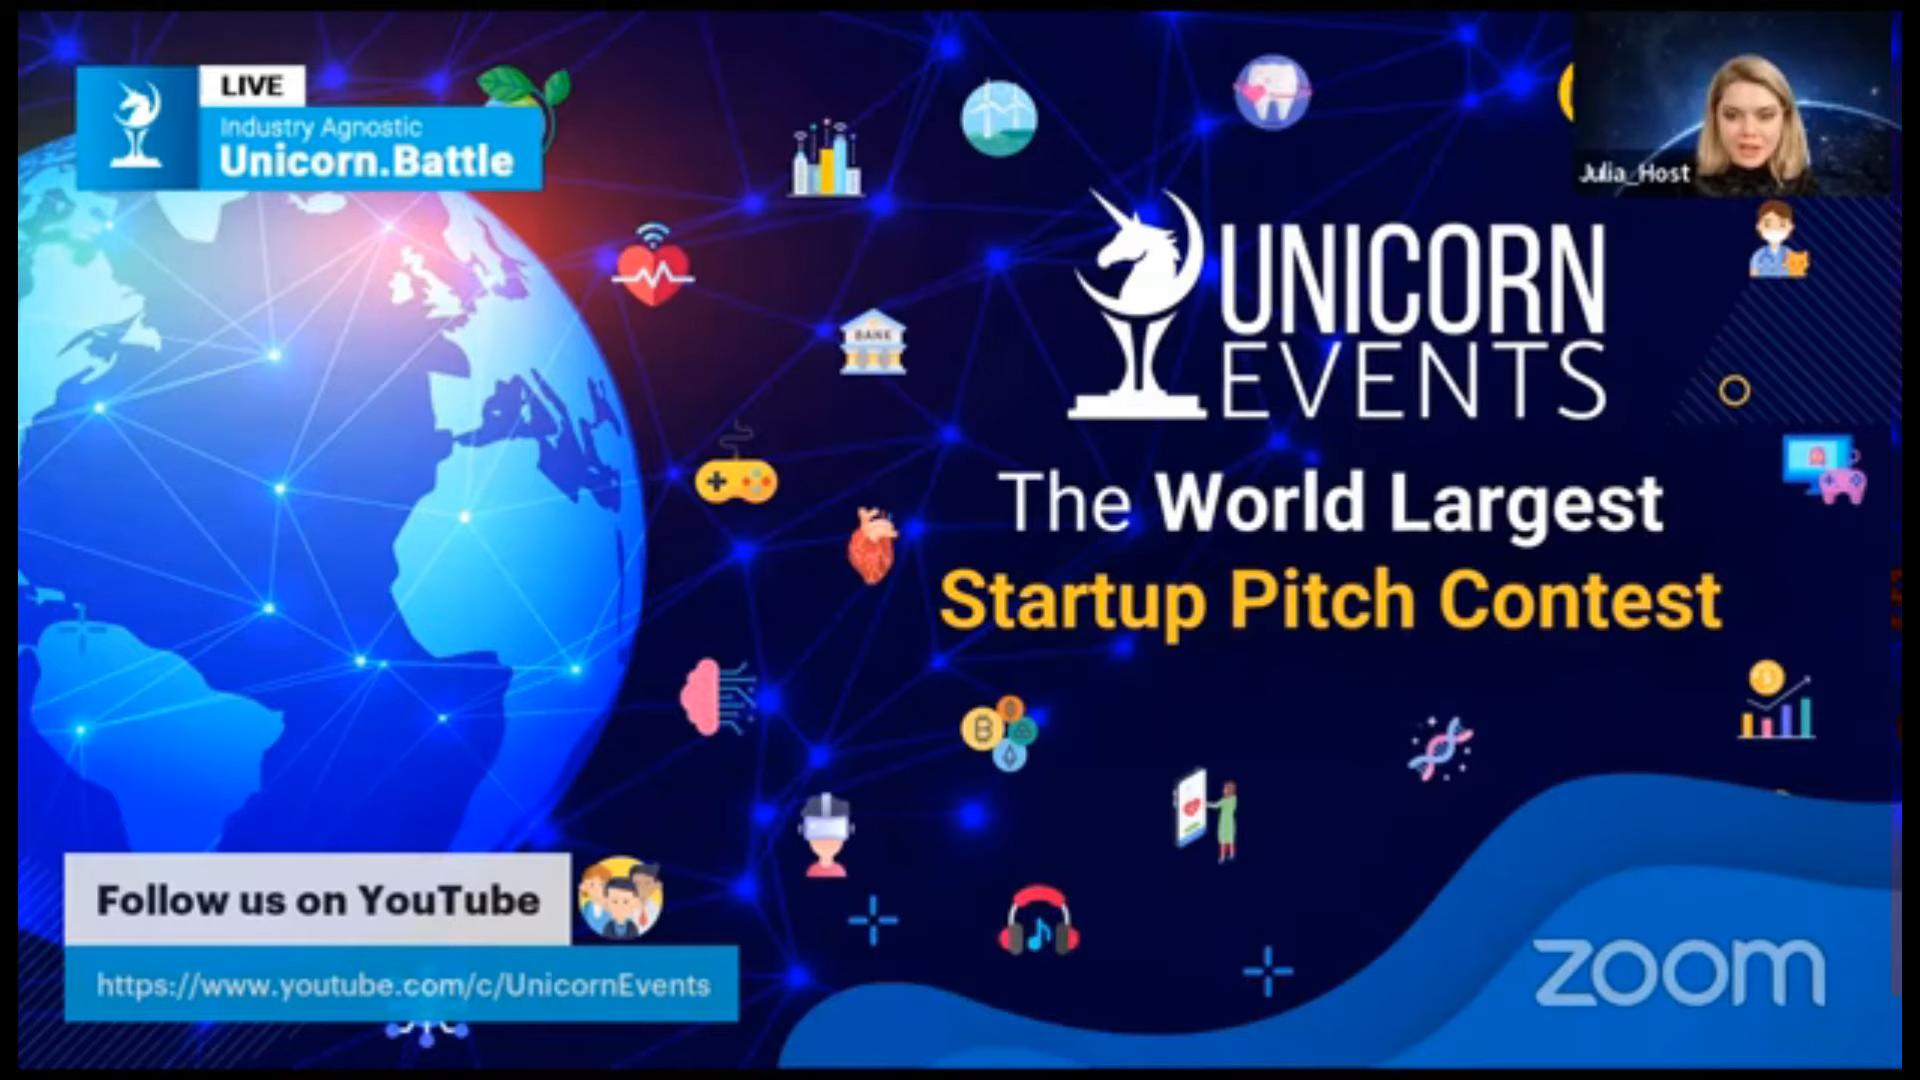 LIVE
Industry Agnostic
Unicorn.Battle
Julia_Host
UNICORN
EVENTS
BANK
The World Largest
Startup Pitch Contest
Follow us on YouTube
https://www.youtube.com/c/UnicornEvents
zoom